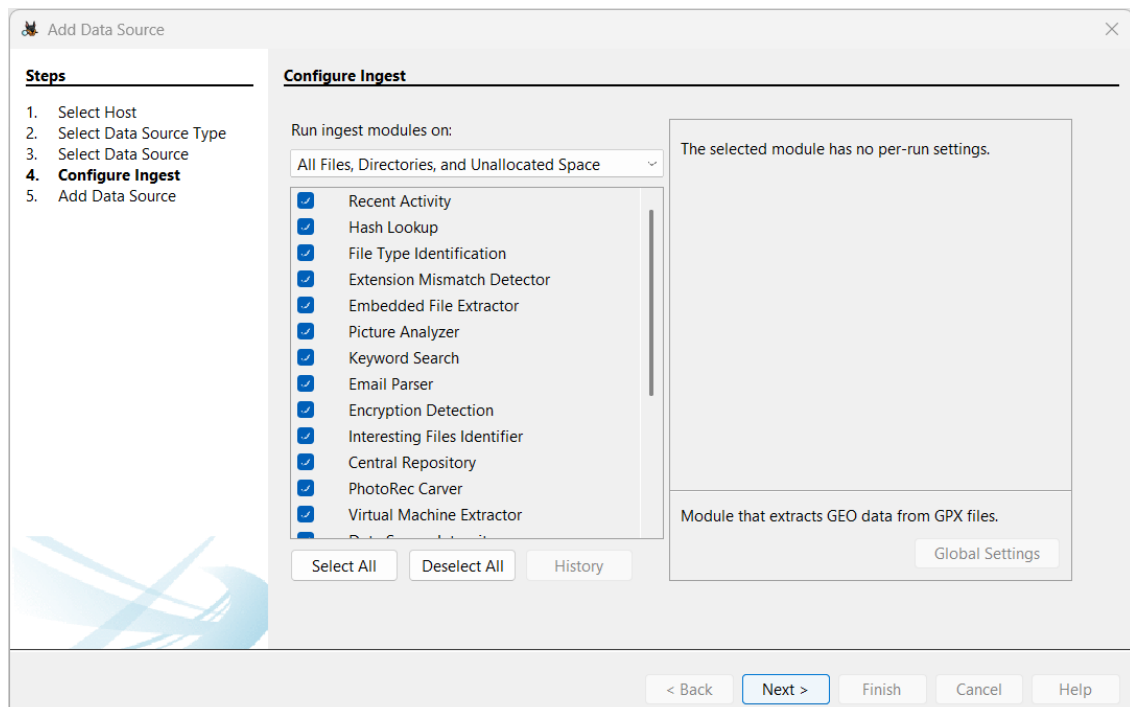 Add Data Source
Steps
1. Select Host
2. Select Data Source Type
3. Select Data Source
4. Configure Ingest
5. Add Data Source
Configure Ingest
Run ingest modules on:
All Files, Directories, and Unallocated Space
Recent Activity
Hash Lookup
File Type Identification
Extension Mismatch Detector
Embedded File Extractor
Picture Analyzer
Keyword Search
Email Parser
Encryption Detection
Interesting Files Identifier
Central Repository
PhotoRec Carver
Virtual Machine Extractor
Select All
Deselect All
History
The selected module has no per-run settings.
Module that extracts GEO data from GPX files.
Global Settings
< Back
Next >
Finish
Cancel
Help